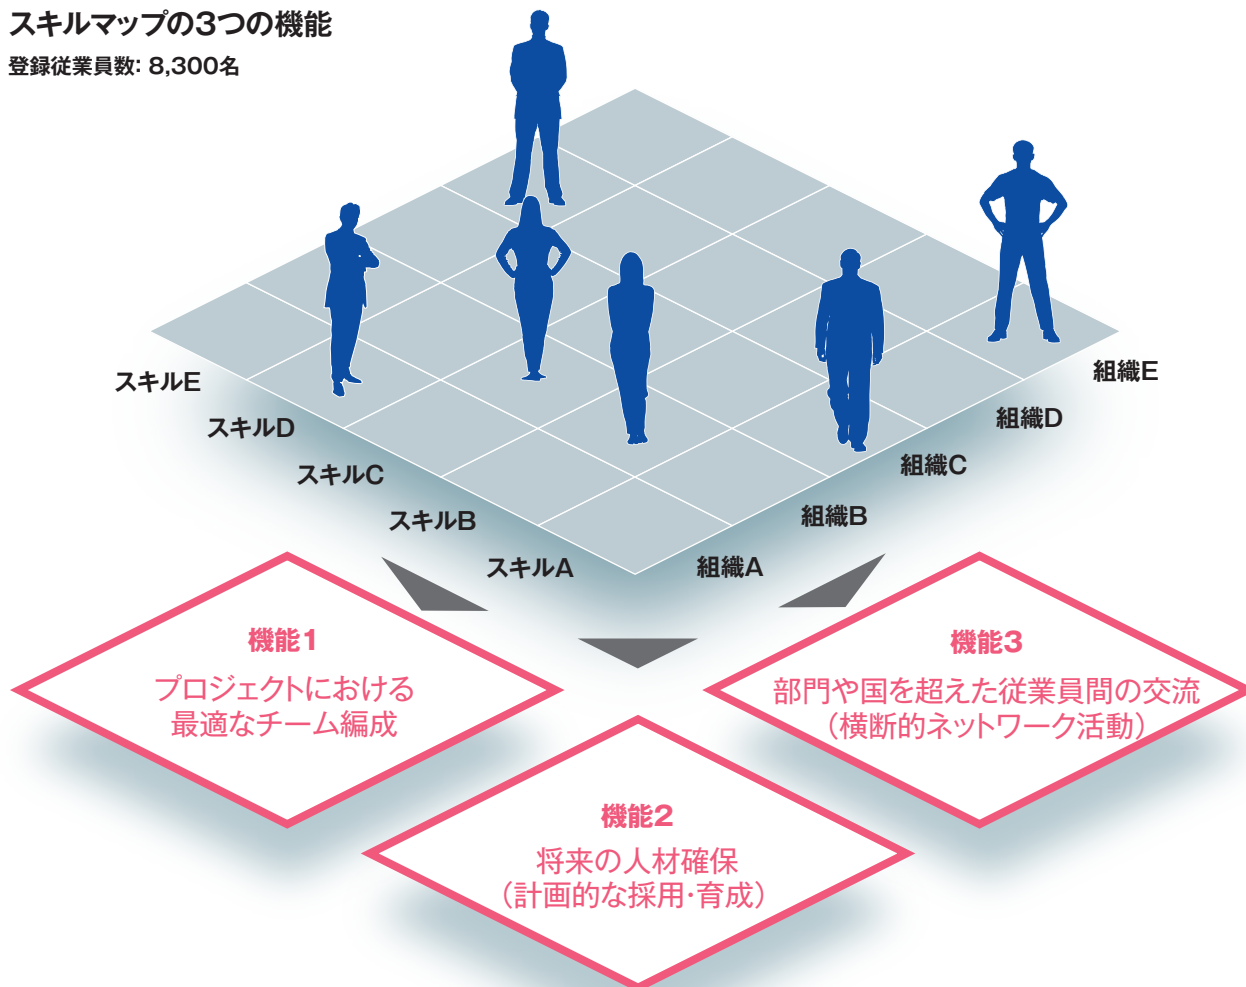 スキルマップの3つの機能
登録従業員数: 8,300名
スキルE
スキルD
スキルC
スキルB
スキルA
組織A
組織B
組織C
組織D
組織E
機能1
プロジェクトにおける
最適なチーム編成
機能2
将来の人材確保
（計画的な採用・育成）
機能3
部門や国を超えた従業員間の交流
（横断的ネットワーク活動）